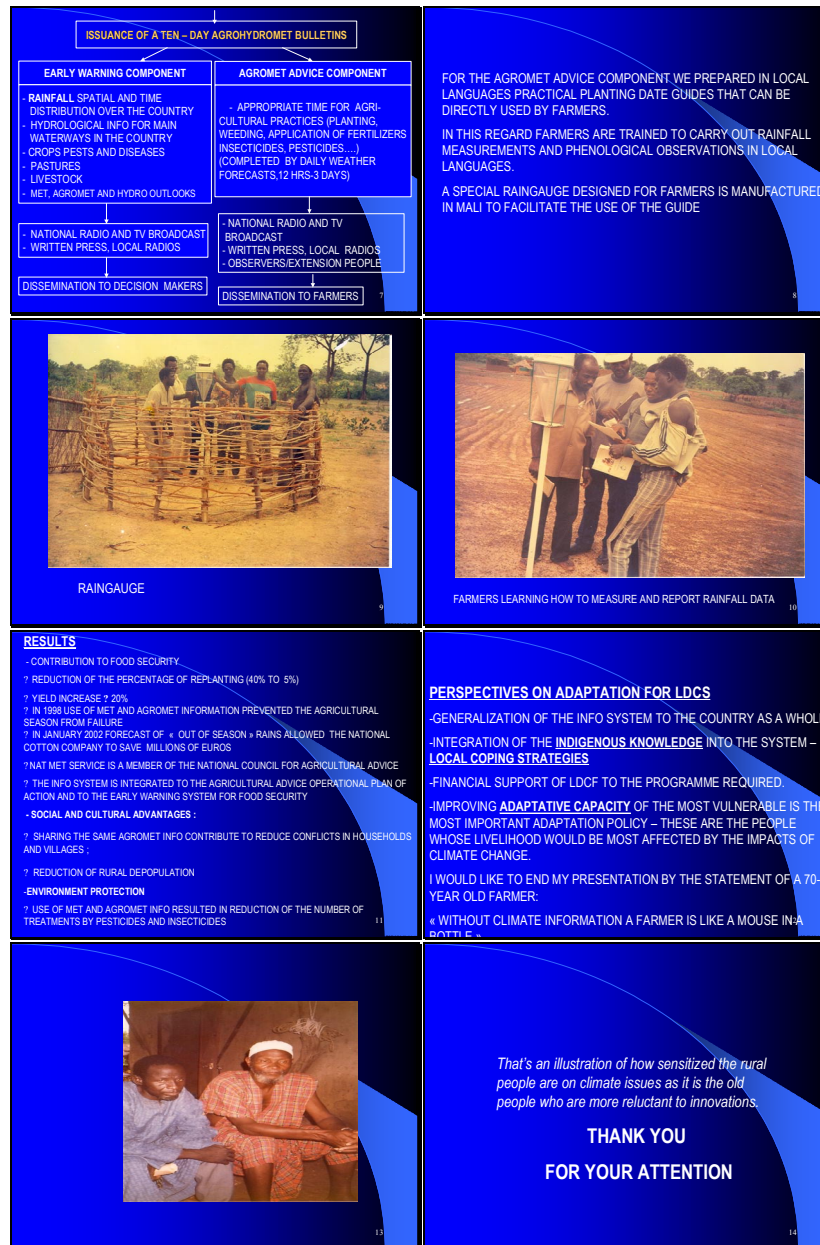 ISSUANCE OF A TEN – DAY AGROHYDROMET BULLETINS
EARLY WARNING COMPONENT
- RAINFALL SPATIAL AND TIME
DISTRIBUTION OVER THE COUNTRY
- HYDROLOGICAL INFO FOR MAIN
WATERWAYS IN THE COUNTRY
- CROPS PESTS AND DISEASES
- PASTURES
- LIVESTOCK
- MET, AGROMET AND HYDRO OUTLOOKS
- NATIONAL RADIO AND TV BROADCAST
- WRITTEN PRESS, LOCAL RADIOS
DISSEMINATION TO DECISION MAKERS
AGROMET ADVICE COMPONENT
- APPROPRIATE TIME FOR AGRI-
CULTURAL PRACTICES (PLANTING,
WEEDING, APPLICATION OF FERTILIZERS
INSECTICIDES, PESTICIDES....)
(COMPLETED BY DAILY WEATHER
FORECASTS,12 HRS-3 DAYS)
- NATIONAL RADIO AND TV
BROADCAST
- WRITTEN PRESS, LOCAL RADIOS
- OBSERVERS/EXTENSION PEOPLE
DISSEMINATION TO FARMERS
7
FOR THE AGROMET ADVICE COMPONENT WE PREPARED IN LOCAL
LANGUAGES PRACTICAL PLANTING DATE GUIDES THAT CAN BE
DIRECTLY USED BY FARMERS.
IN THIS REGARD FARMERS ARE TRAINED TO CARRY OUT RAINFALL
MEASUREMENTS AND PHENOLOGICAL OBSERVATIONS IN LOCAL
LANGUAGES.
A SPECIAL RAINGAUGE DESIGNED FOR FARMERS IS MANUFACTURED
IN MALI TO FACILITATE THE USE OF THE GUIDE
8
RAINGAUGE
9
FARMERS LEARNING HOW TO MEASURE AND REPORT RAINFALL DATA
10
RESULTS
- CONTRIBUTION TO FOOD SECURITY
? REDUCTION OF THE PERCENTAGE OF REPLANTING (40% TO 5%)
? YIELD INCREASE ? 20%
? IN 1998 USE OF MET AND AGROMET INFORMATION PREVENTED THE AGRICULTURAL
SEASON FROM FAILURE
? IN JANUARY 2002 FORECAST OF « OUT OF SEASON » RAINS ALLOWED THE NATIONAL
COTTON COMPANY TO SAVE MILLIONS OF EUROS
? NAT MET SERVICE IS A MEMBER OF THE NATIONAL COUNCIL FOR AGRICULTURAL ADVICE
? THE INFO SYSTEM IS INTEGRATED TO THE AGRICULTURAL ADVICE OPERATIONAL PLAN OF
ACTION AND TO THE EARLY WARNING SYSTEM FOR FOOD SECURITY
- SOCIAL AND CULTURAL ADVANTAGES :
? SHARING THE SAME AGROMET INFO CONTRIBUTE TO REDUCE CONFLICTS IN HOUSEHOLDS
AND VILLAGES ;
? REDUCTION OF RURAL DEPOPULATION
-ENVIRONMENT PROTECTION
? USE OF MET AND AGROMET INFO RESULTED IN REDUCTION OF THE NUMBER OF
TREATMENTS BY PESTICIDES AND INSECTICIDES
11
PERSPECTIVES ON ADAPTATION FOR LDCS
-GENERALIZATION OF THE INFO SYSTEM TO THE COUNTRY AS A WHOL
-INTEGRATION OF THE INDIGENOUS KNOWLEDGE INTO THE SYSTEM –
LOCAL COPING STRATEGIES
-FINANCIAL SUPPORT OF LDCF TO THE PROGRAMME REQUIRED.
-IMPROVING ADAPTATIVE CAPACITY OF THE MOST VULNERABLE IS THE
MOST IMPORTANT ADAPTATION POLICY – THESE ARE THE PEOPLE
WHOSE LIVELIHOOD WOULD BE MOST AFFECTED BY THE IMPACTS OF
CLIMATE CHANGE.
I WOULD LIKE TO END MY PRESENTATION BY THE STATEMENT OF A 70-
YEAR OLD FARMER:
« WITHOUT CLIMATE INFORMATION A FARMER IS LIKE A MOUSE IN A
BOTTLE »
13
That's an illustration of how sensitized the rural
people are on climate issues as it is the old
people who are more reluctant to innovations.
THANK YOU
FOR YOUR ATTENTION
14